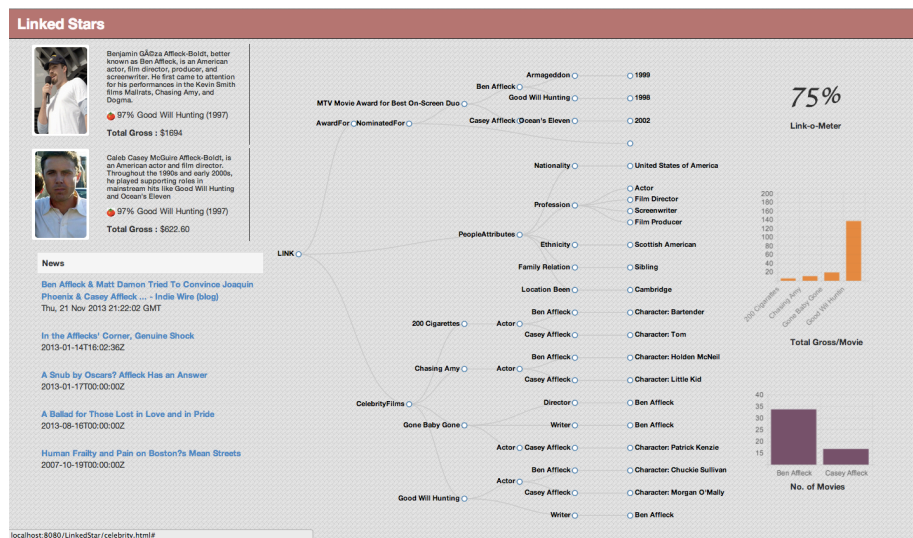 Linked Stars
Benjamin GÃ©za Affleck-Boldt, better
known as Ben Affleck, is an American
actor, film director, producer, and
screenwriter. He first came to attention
for his performances in the Kevin Smith
films Mallrats, Chasing Amy, and
Dogma.
97% Good Will Hunting (1997)
Total Gross : $1694
Caleb Casey McGuire Affleck-Boldt, is
an American actor and film director.
Throughout the 1990s and early 2000s,
he played supporting roles in
mainstream hits like Good Will Hunting
and Ocean's Eleven
97% Good Will Hunting (1997)
Total Gross : $622.60
News
Ben Affleck & Matt Damon Tried To Convince Joaquin
Phoenix & Casey Affleck ... - Indie Wire (blog)
Thu, 21 Nov 2013 21:22:02 GMT
In the Afflecks' Corner, Genuine Shock
2013-01-14T16:02:36Z
A Snub by Oscars? Affleck Has an Answer
2013-01-17T00:00:00Z
A Ballad for Those Lost in Love and in Pride
2013-08-16T00:00:00Z
Human Frailty and Pain on Boston?s Mean Streets
2007-10-19T00:00:00Z
LINK
AwardFor
NominatedFor
MTV Movie Award for Best On-Screen Duo
Ben Affleck
Armageddon
1999
Good Will Hunting
1998
Casey Affleck
Ocean's Eleven
2002
PeopleAttributes
Nationality
United States of America
Profession
Actor
Film Director
Screenwriter
Film Producer
Ethnicity
Scottish American
Family Relation
Sibling
Location Been
Cambridge
CelebrityFilms
200 Cigarettes
Actor
Ben Affleck
Character: Bartender
Casey Affleck
Character: Tom
Chasing Amy
Actor
Ben Affleck
Character: Holden McNeil
Casey Affleck
Character: Little Kid
Gone Baby Gone
Director
Ben Affleck
Writer
Ben Affleck
Actor
Casey Affleck
Character: Patrick Kenzie
Good Will Hunting
Actor
Ben Affleck
Character: Chuckie Sullivan
Casey Affleck
Character: Morgan O'Mally
Writer
Ben Affleck
75%
Link-o-Meter
200
180
160
140
120
100
80
60
40
20
200 Cigarettes
Chasing Amy
Gone Baby Gone
Good Will Huntin
Total Gross/Movie
40
35
30
25
20
15
Ben Affleck
Casey Affleck
No. of Movies
localhost:8080/LinkedStar/celebrity.html#